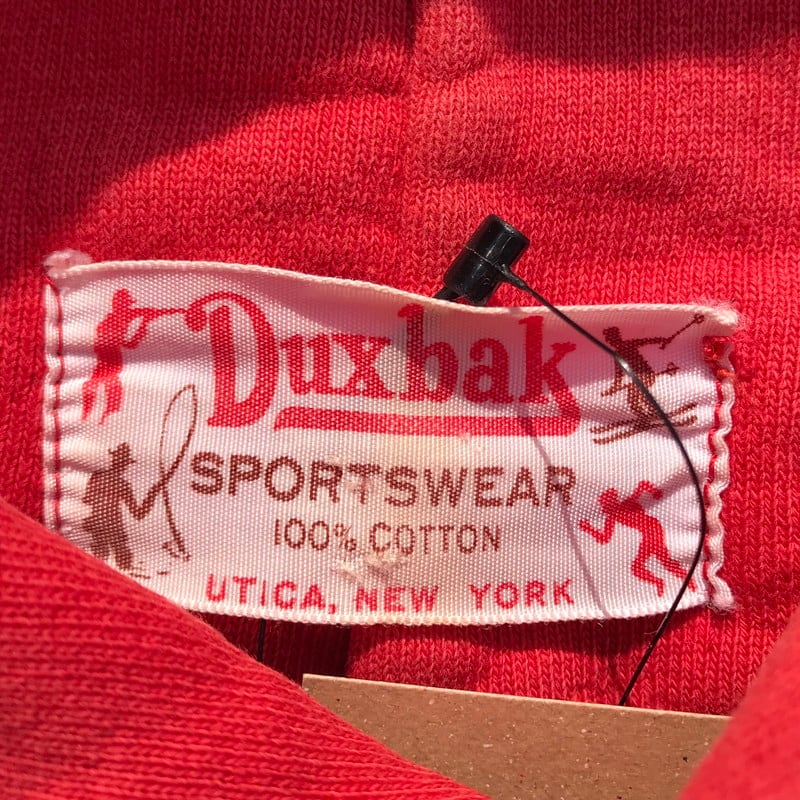 Duxbak
SPORTSWEAR
100% COTTON
UTICA, NEW YORK